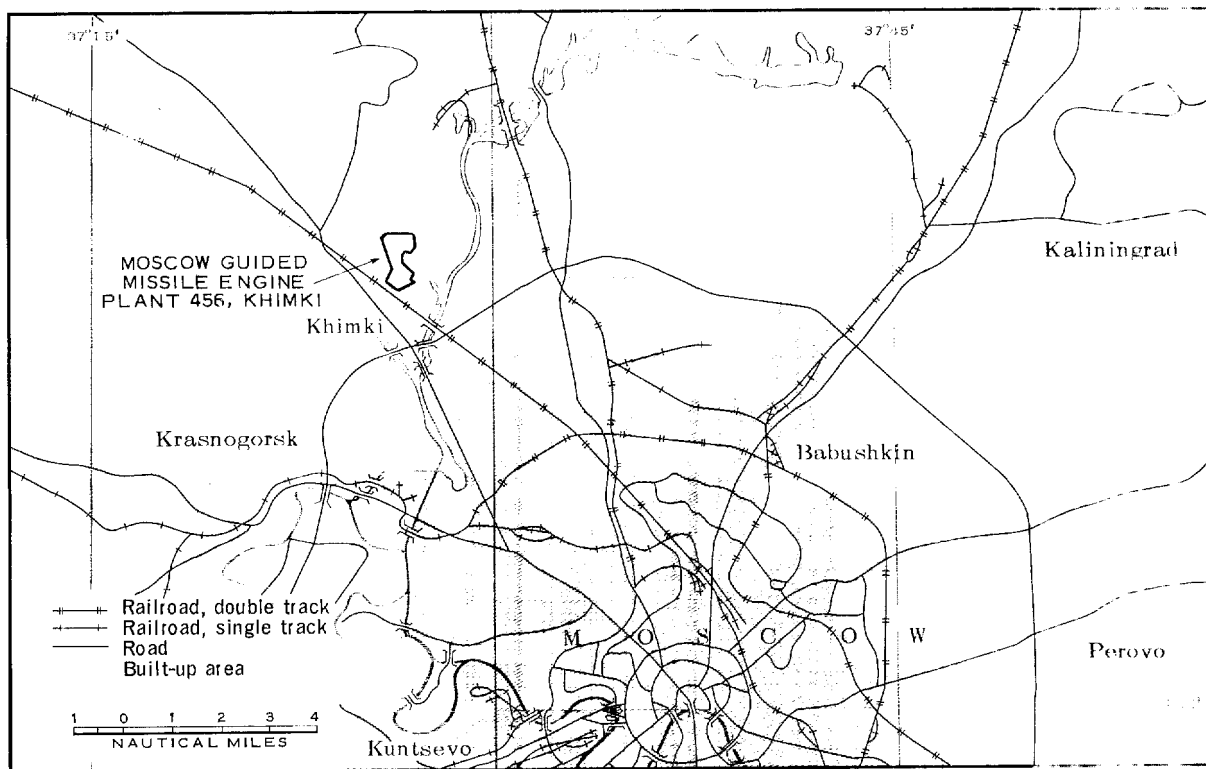 37°15'
37°45'
Kaliningrad
MOSCOW GUIDED
MISSILE ENGINE
PLANT 456, KHIMKI
Khimki
Krasnogorsk
Babushkin
Railroad, double track
Railroad, single track
Road
Built-up area
M O S C O W
Perovo
1 0 1 2 3 4
NAUTICAL MILES
Kuntsevo